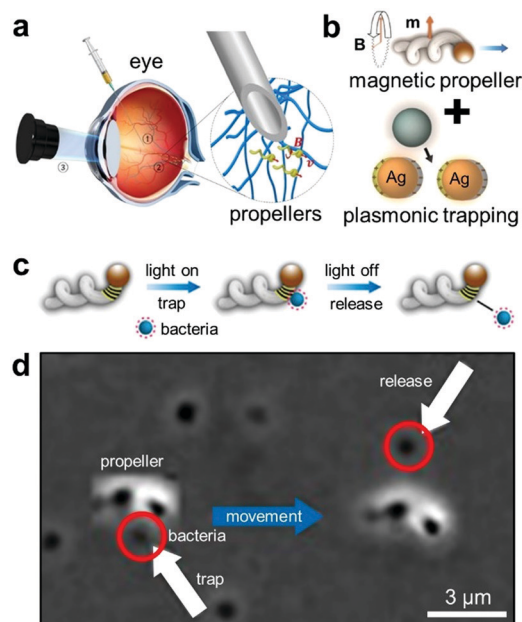 a
eye
①
②
③
B
v
propellers
b
B
m
magnetic propeller
+
Ag
Ag
plasmonic trapping
c
light on
trap
light off
release
bacteria
d
release
propeller
bacteria
movement
trap
3 µm